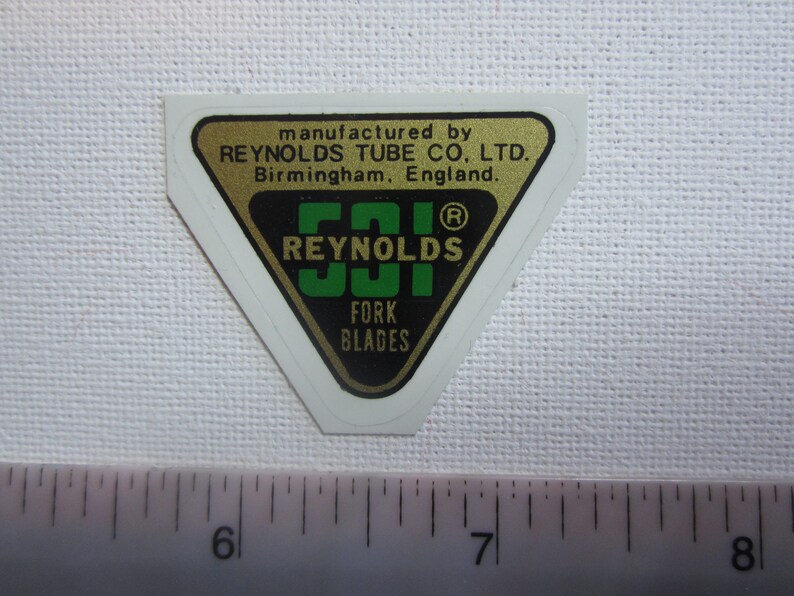 manufactured by
REYNOLDS TUBE CO, LTD.
Birmingham, England.
531 ®
REYNOLDS
FORK
BLADES
6 7 8